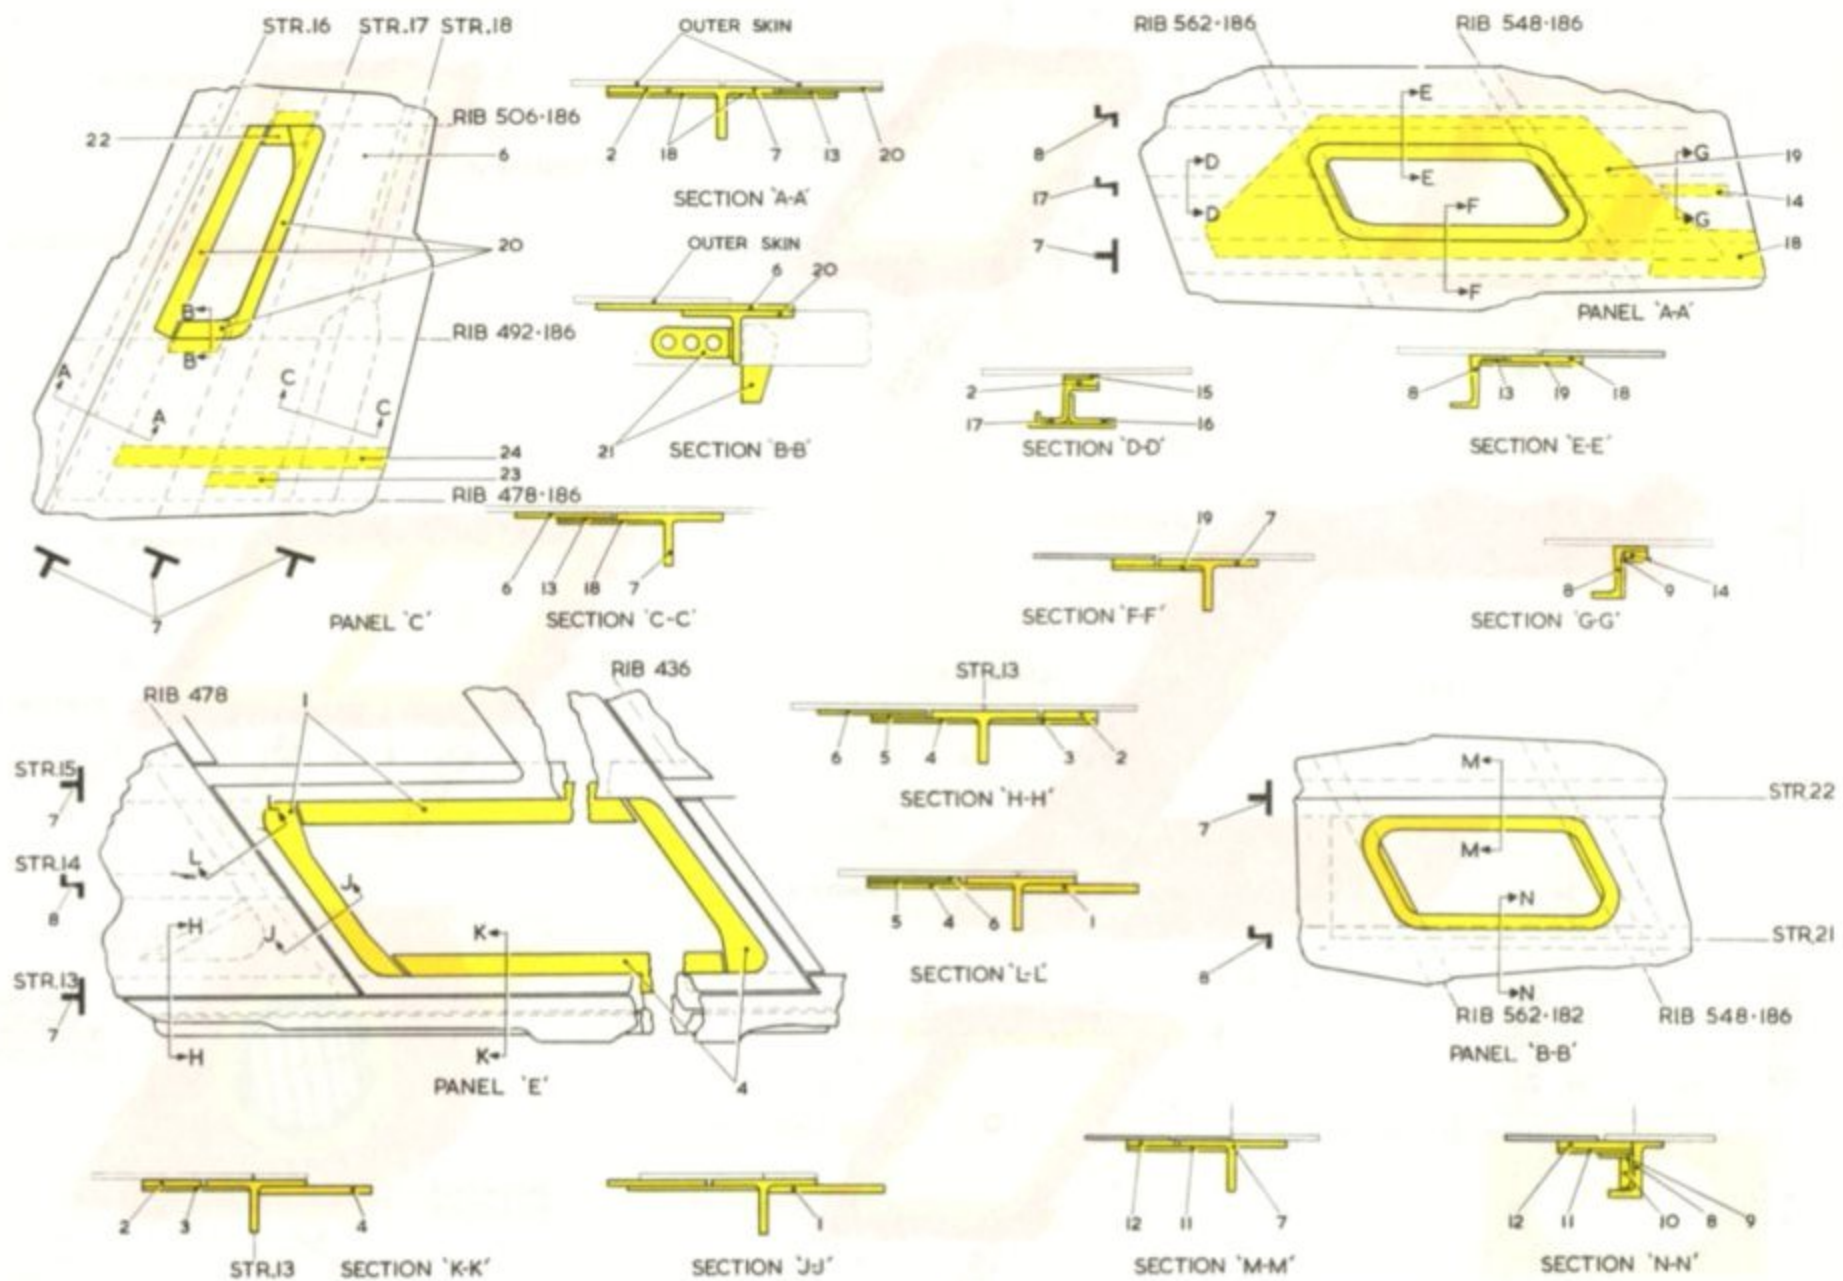 STR.16 STR.17 STR.18
RIB 506-186
22
6
20
B
B
RIB 492-186
A
A
C
C
24
23
RIB 478-186
7
PANEL 'C'
OUTER SKIN
2 18 7 13 20
SECTION 'A-A'
OUTER SKIN
6 20
21
SECTION 'B-B'
6 13 18 7
SECTION 'C-C'
RIB 562-186 RIB 548-186
8
17
7
E
E
D
D
F
F
G
G
19
14
18
PANEL 'A-A'
2 15
17 16
SECTION 'D-D'
8 13 19 18
SECTION 'E-E'
19 7
SECTION 'F-F'
8 9 14
SECTION 'G-G'
RIB 478
1
RIB 436
STR.15
7
STR.14
8
STR.13
7
L
L
J
J
H
H
K
K
4
PANEL 'E'
STR.13
6 5 4 3 2
SECTION 'H-H'
5 4 6 1
SECTION 'L-L'
M
M
N
N
7
8
STR.22
STR.21
RIB 562-182 RIB 548-186
PANEL 'B-B'
2 3 4
STR.13 SECTION 'K-K'
1
SECTION 'J-J'
12 11 7
SECTION 'M-M'
12 11 10 8 9
SECTION 'N-N'